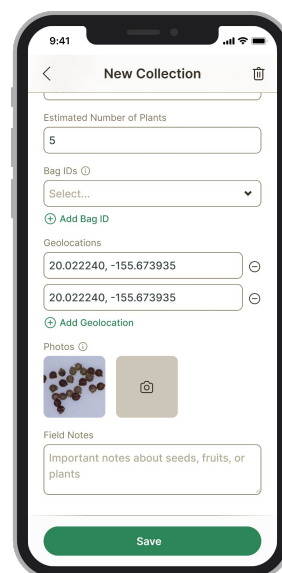 9:41
New Collection
Estimated Number of Plants
5
Bag IDs
Select...
Add Bag ID
Geolocations
20.022240, -155.673935
20.022240, -155.673935
Add Geolocation
Photos
Field Notes
Important notes about seeds, fruits, or
plants
Save